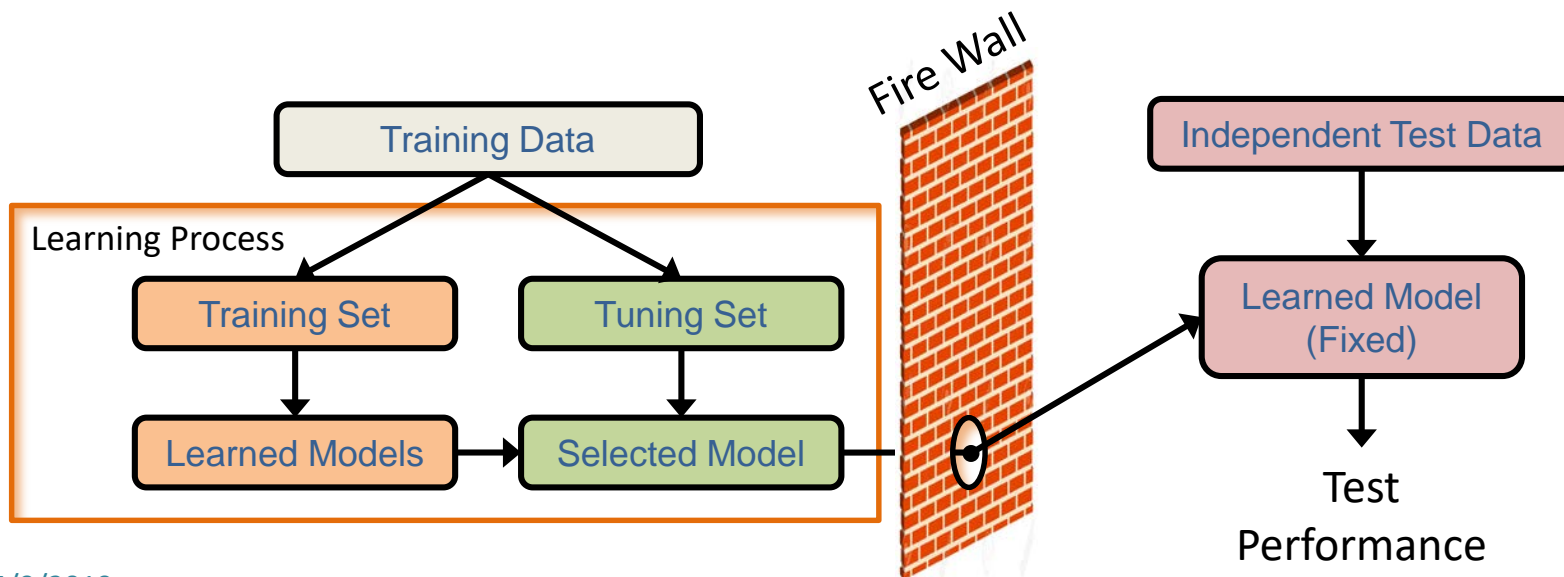 Fire Wall
Training Data
Independent Test Data
Learning Process
Training Set
Tuning Set
Learned Model
(Fixed)
Learned Models
Selected Model
Test
Performance